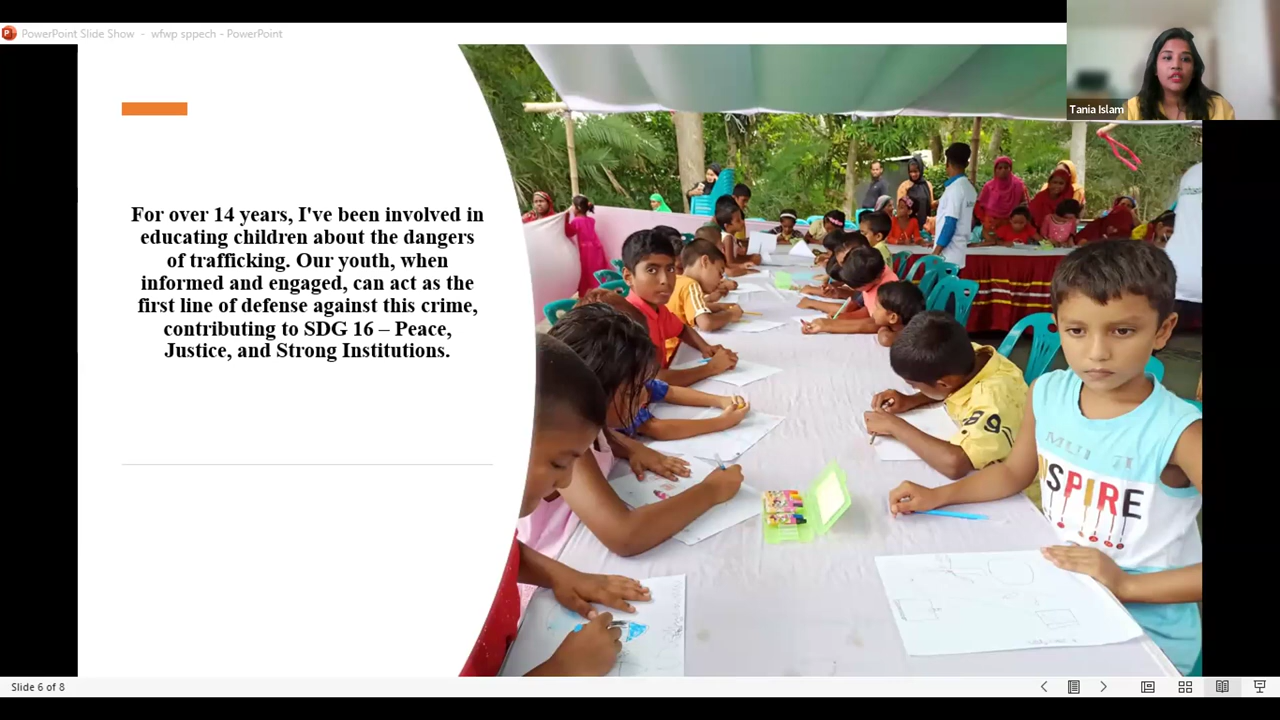 PowerPoint Slide Show - wfwp sppech - PowerPoint
Tania Islam
For over 14 years, I've been involved in
educating children about the dangers
of trafficking. Our youth, when
informed and engaged, can act as the
first line of defense against this crime,
contributing to SDG 16 – Peace,
Justice, and Strong Institutions.
89
NSPIRE
Slide 6 of 8